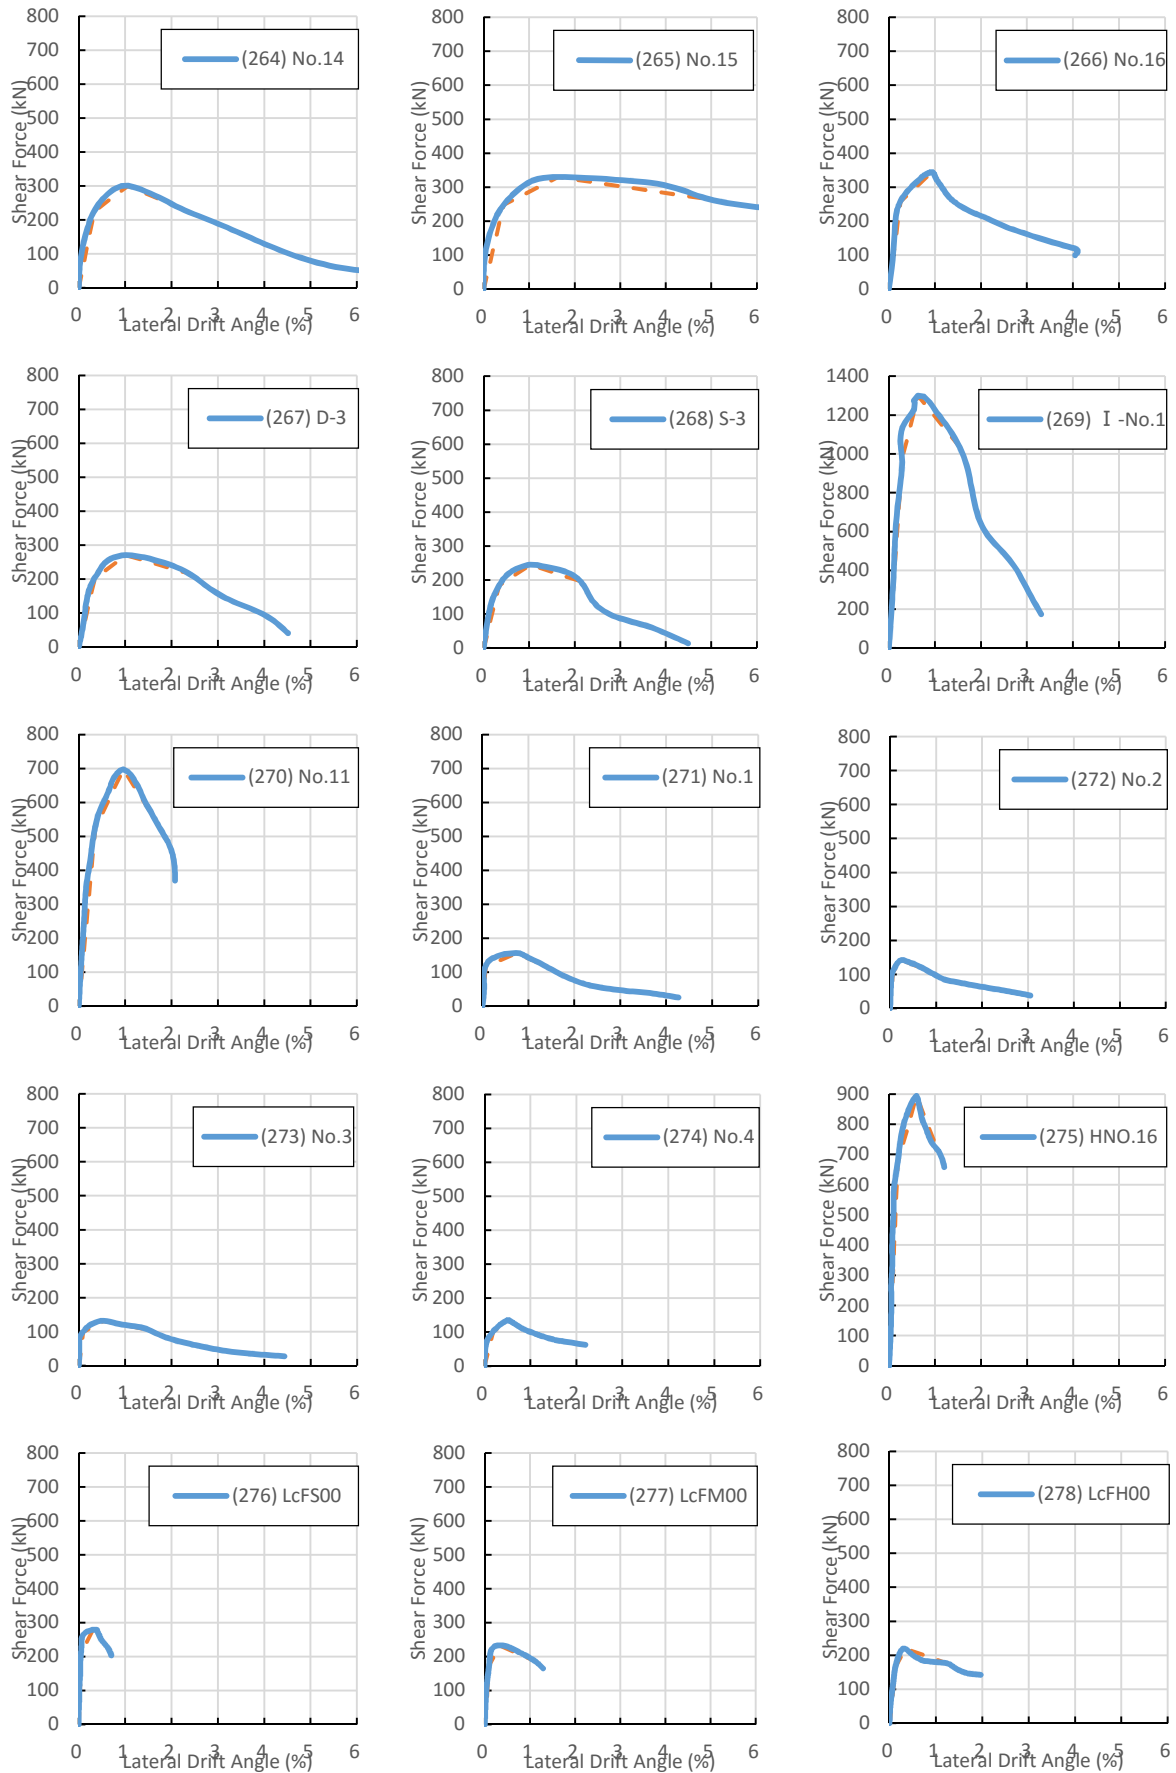 800
700
600
500
400
300
200
100
0
Shear Force (kN)
(264) No.14
0 1 2 3 4 5 6
Lateral Drift Angle (%)
800
700
600
500
400
300
200
100
0
Shear Force (kN)
(265) No.15
0 1 2 3 4 5 6
Lateral Drift Angle (%)
800
700
600
500
400
300
200
100
0
Shear Force (kN)
(266) No.16
0 1 2 3 4 5 6
Lateral Drift Angle (%)
800
700
600
500
400
300
200
100
0
Shear Force (kN)
(267) D-3
0 1 2 3 4 5 6
Lateral Drift Angle (%)
800
700
600
500
400
300
200
100
0
Shear Force (kN)
(268) S-3
0 1 2 3 4 5 6
Lateral Drift Angle (%)
1400
1200
1000
800
600
400
200
0
Shear Force (kN)
(269) Ⅰ-No.1
0 1 2 3 4 5 6
Lateral Drift Angle (%)
800
700
600
500
400
300
200
100
0
Shear Force (kN)
(270) No.11
0 1 2 3 4 5 6
Lateral Drift Angle (%)
800
700
600
500
400
300
200
100
0
Shear Force (kN)
(271) No.1
0 1 2 3 4 5 6
Lateral Drift Angle (%)
800
700
600
500
400
300
200
100
0
Shear Force (kN)
(272) No.2
0 1 2 3 4 5 6
Lateral Drift Angle (%)
800
700
600
500
400
300
200
100
0
Shear Force (kN)
(273) No.3
0 1 2 3 4 5 6
Lateral Drift Angle (%)
800
700
600
500
400
300
200
100
0
Shear Force (kN)
(274) No.4
0 1 2 3 4 5 6
Lateral Drift Angle (%)
900
800
700
600
500
400
300
200
100
0
Shear Force (kN)
(275) HNO.16
0 1 2 3 4 5 6
Lateral Drift Angle (%)
800
700
600
500
400
300
200
100
0
Shear Force (kN)
(276) LcFS00
0 1 2 3 4 5 6
Lateral Drift Angle (%)
800
700
600
500
400
300
200
100
0
Shear Force (kN)
(277) LcFM00
0 1 2 3 4 5 6
Lateral Drift Angle (%)
800
700
600
500
400
300
200
100
0
Shear Force (kN)
(278) LcFH00
0 1 2 3 4 5 6
Lateral Drift Angle (%)